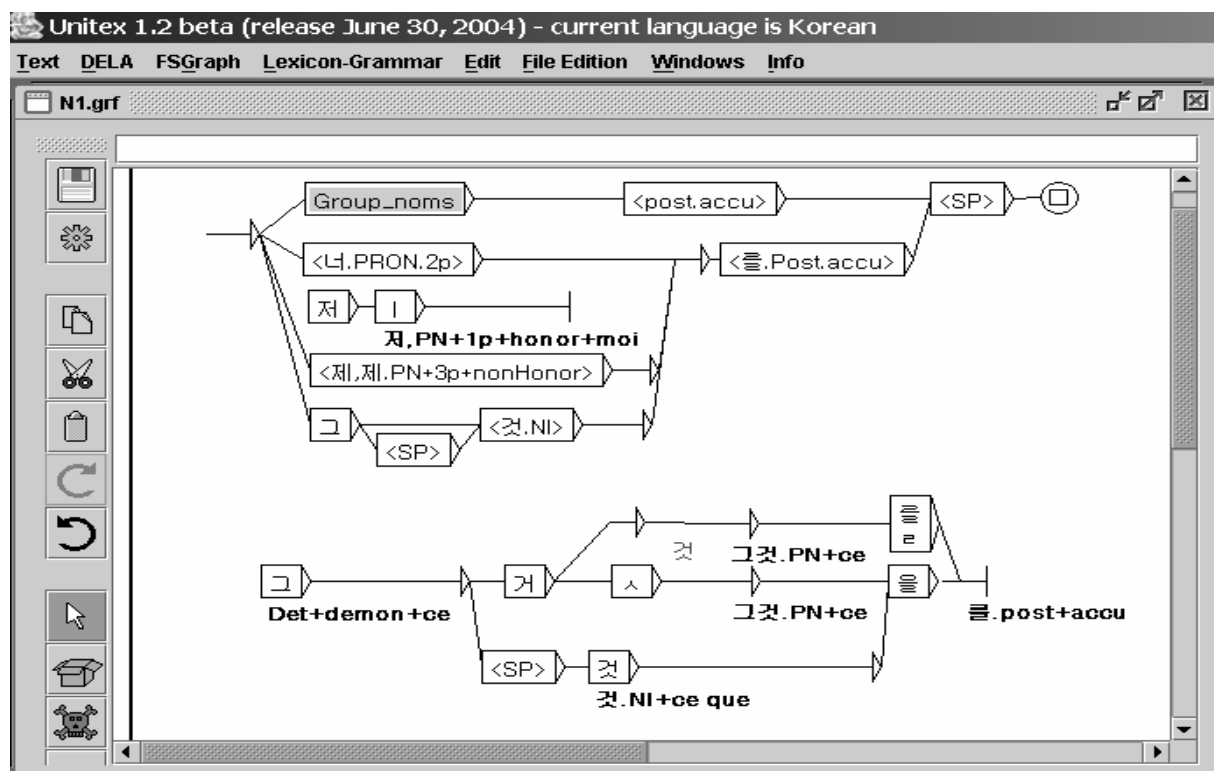 Unitex 1.2 beta (release June 30, 2004) - current language is Korean
Text DELA FSGraph Lexicon-Grammar Edit File Edition Windows Info
N1.grf
Group_noms <post.accu> <SP>
<너.PRON.2p> <를.Post.accu>
저 ㅣ
저,PN+1p+honor+moi
<제,제.PN+3p+nonHonor>
그 <것.NI>
<SP>
를
ㄹ
것 그것.PN+ce
그 거 ㅅ 을
Det+demon+ce 그것.PN+ce 를.post+accu
<SP> 것
것.NI+ce que